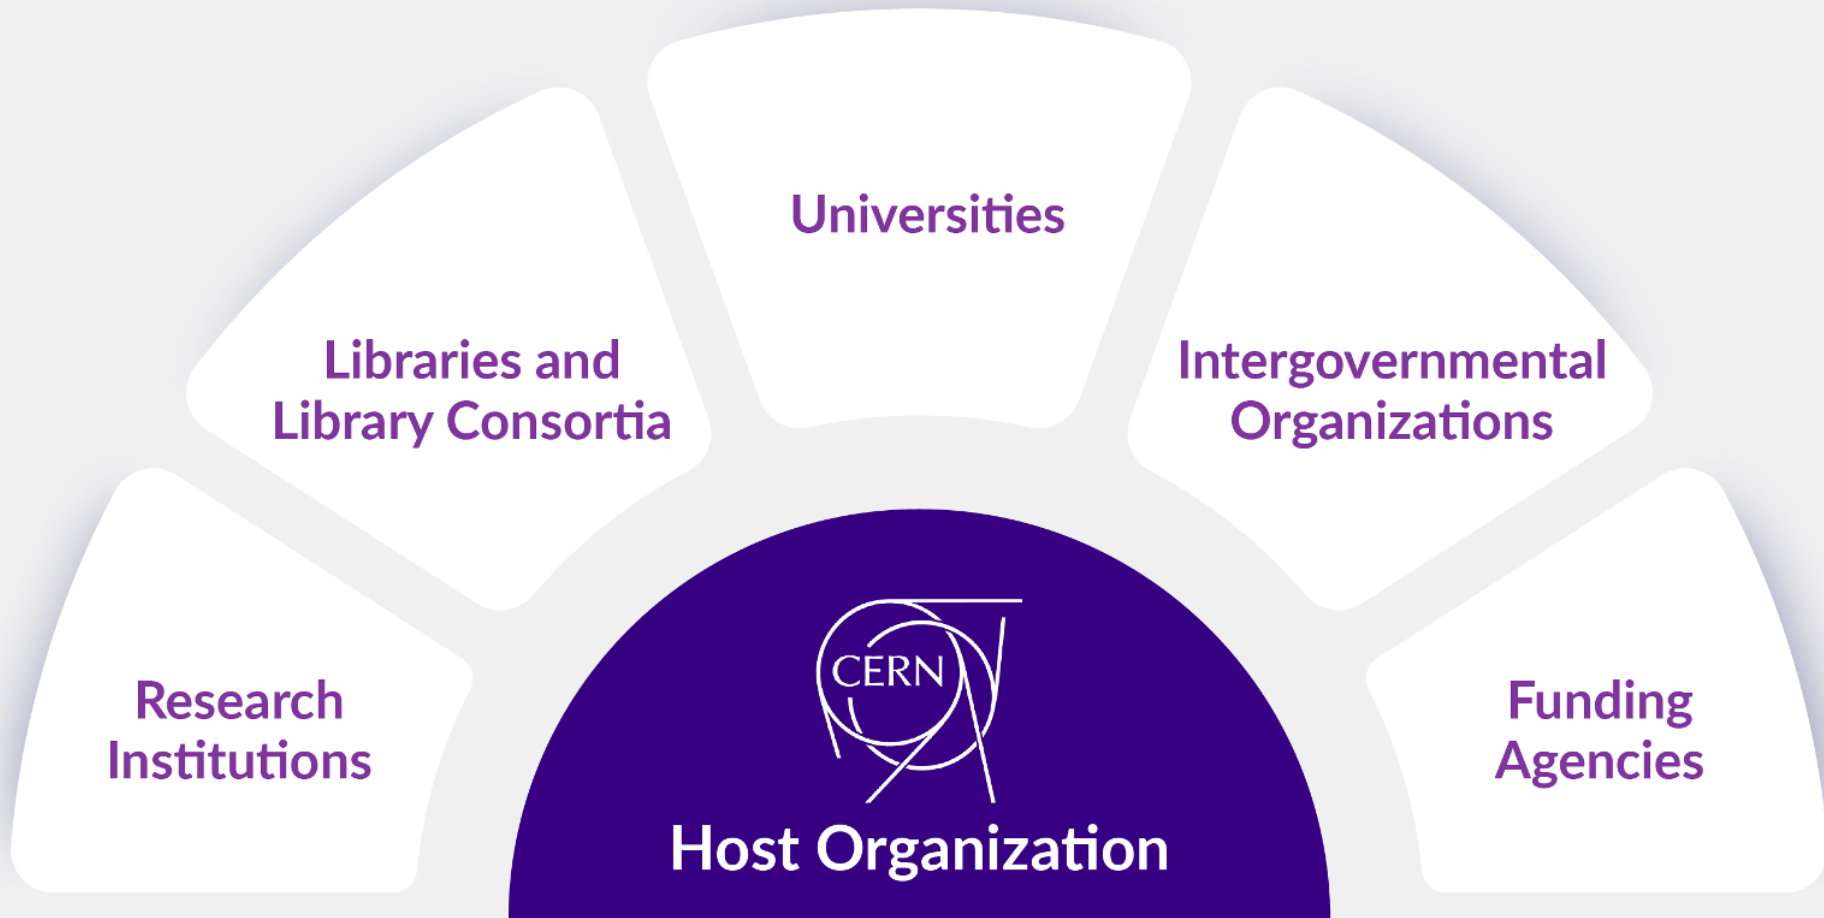 Universities
Libraries and
Library Consortia
Intergovernmental
Organizations
Research
Institutions
Funding
Agencies
CERN
Host Organization